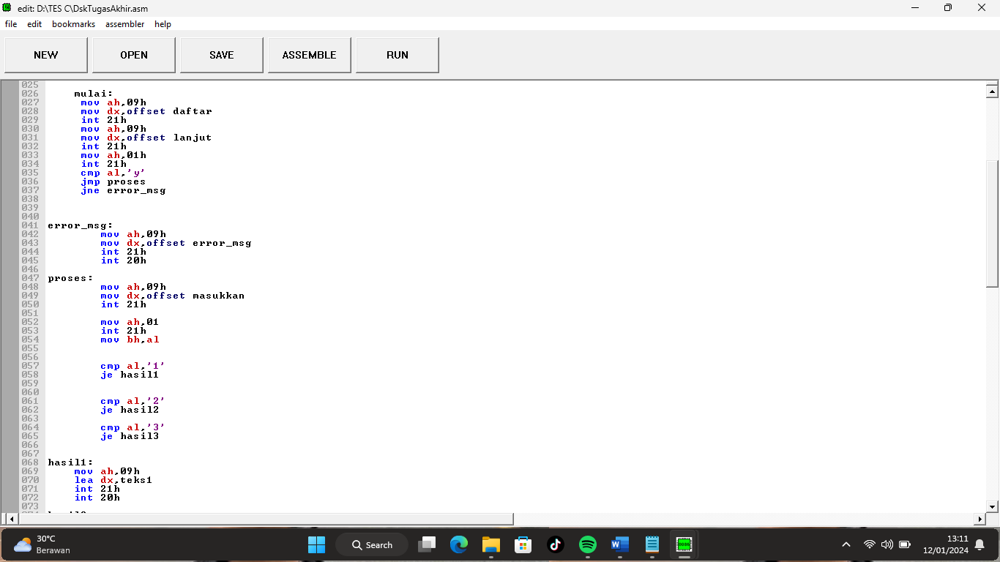 edit: D:\TES C\DskTugasAkhir.asm
file edit bookmarks assembler help
NEW OPEN SAVE ASSEMBLE RUN
025
026 mulai:
027 mov ah,09h
028 mov dx,offset daftar
029 int 21h
030 mov ah,09h
031 mov dx,offset lanjut
032 int 21h
033 mov ah,01h
034 int 21h
035 cmp al,'y'
036 jmp proses
037 jne error_msg
038
039
040
041 error_msg:
042 mov ah,09h
043 mov dx,offset error_msg
044 int 21h
045 int 20h
046
047 proses:
048 mov ah,09h
049 mov dx,offset masukkan
050 int 21h
051
052 mov ah,01
053 int 21h
054 mov bh,al
055
056
057 cmp al,'1'
058 je hasil1
059
060
061 cmp al,'2'
062 je hasil2
063
064 cmp al,'3'
065 je hasil3
066
067
068 hasil1:
069 mov ah,09h
070 lea dx,teks1
071 int 21h
072 int 20h
073
30°C
Berawan
Search
13:11
12/01/2024